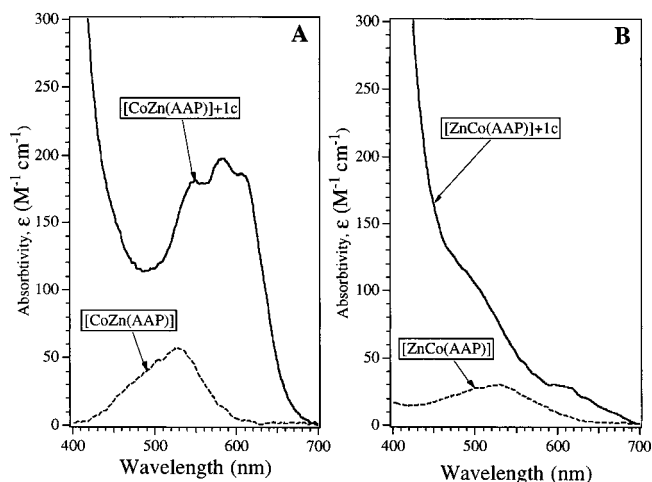 A
300
250
200
150
100
50
0
Absorbtivity, ε (M-1 cm-1)
[CoZn(AAP)]+1c
[CoZn(AAP)]
400 500 600 700
Wavelength (nm)
B
300
250
200
150
100
50
0
Absorbtivity, ε (M-1 cm-1)
[ZnCo(AAP)]+1c
[ZnCo(AAP)]
400 500 600 700
Wavelength (nm)